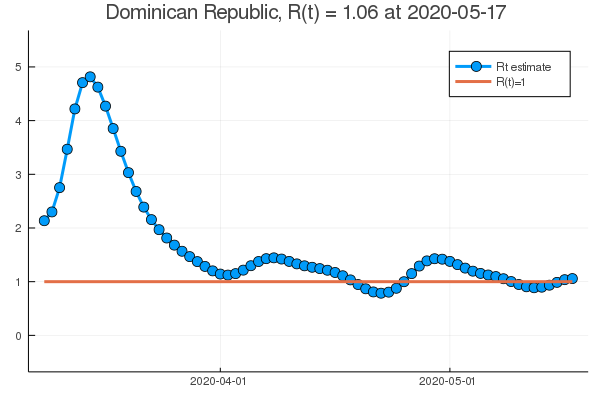 Dominican Republic, R(t) = 1.06 at 2020-05-17
Rt estimate
R(t)=1
5
4
3
2
1
0
2020-04-01
2020-05-01